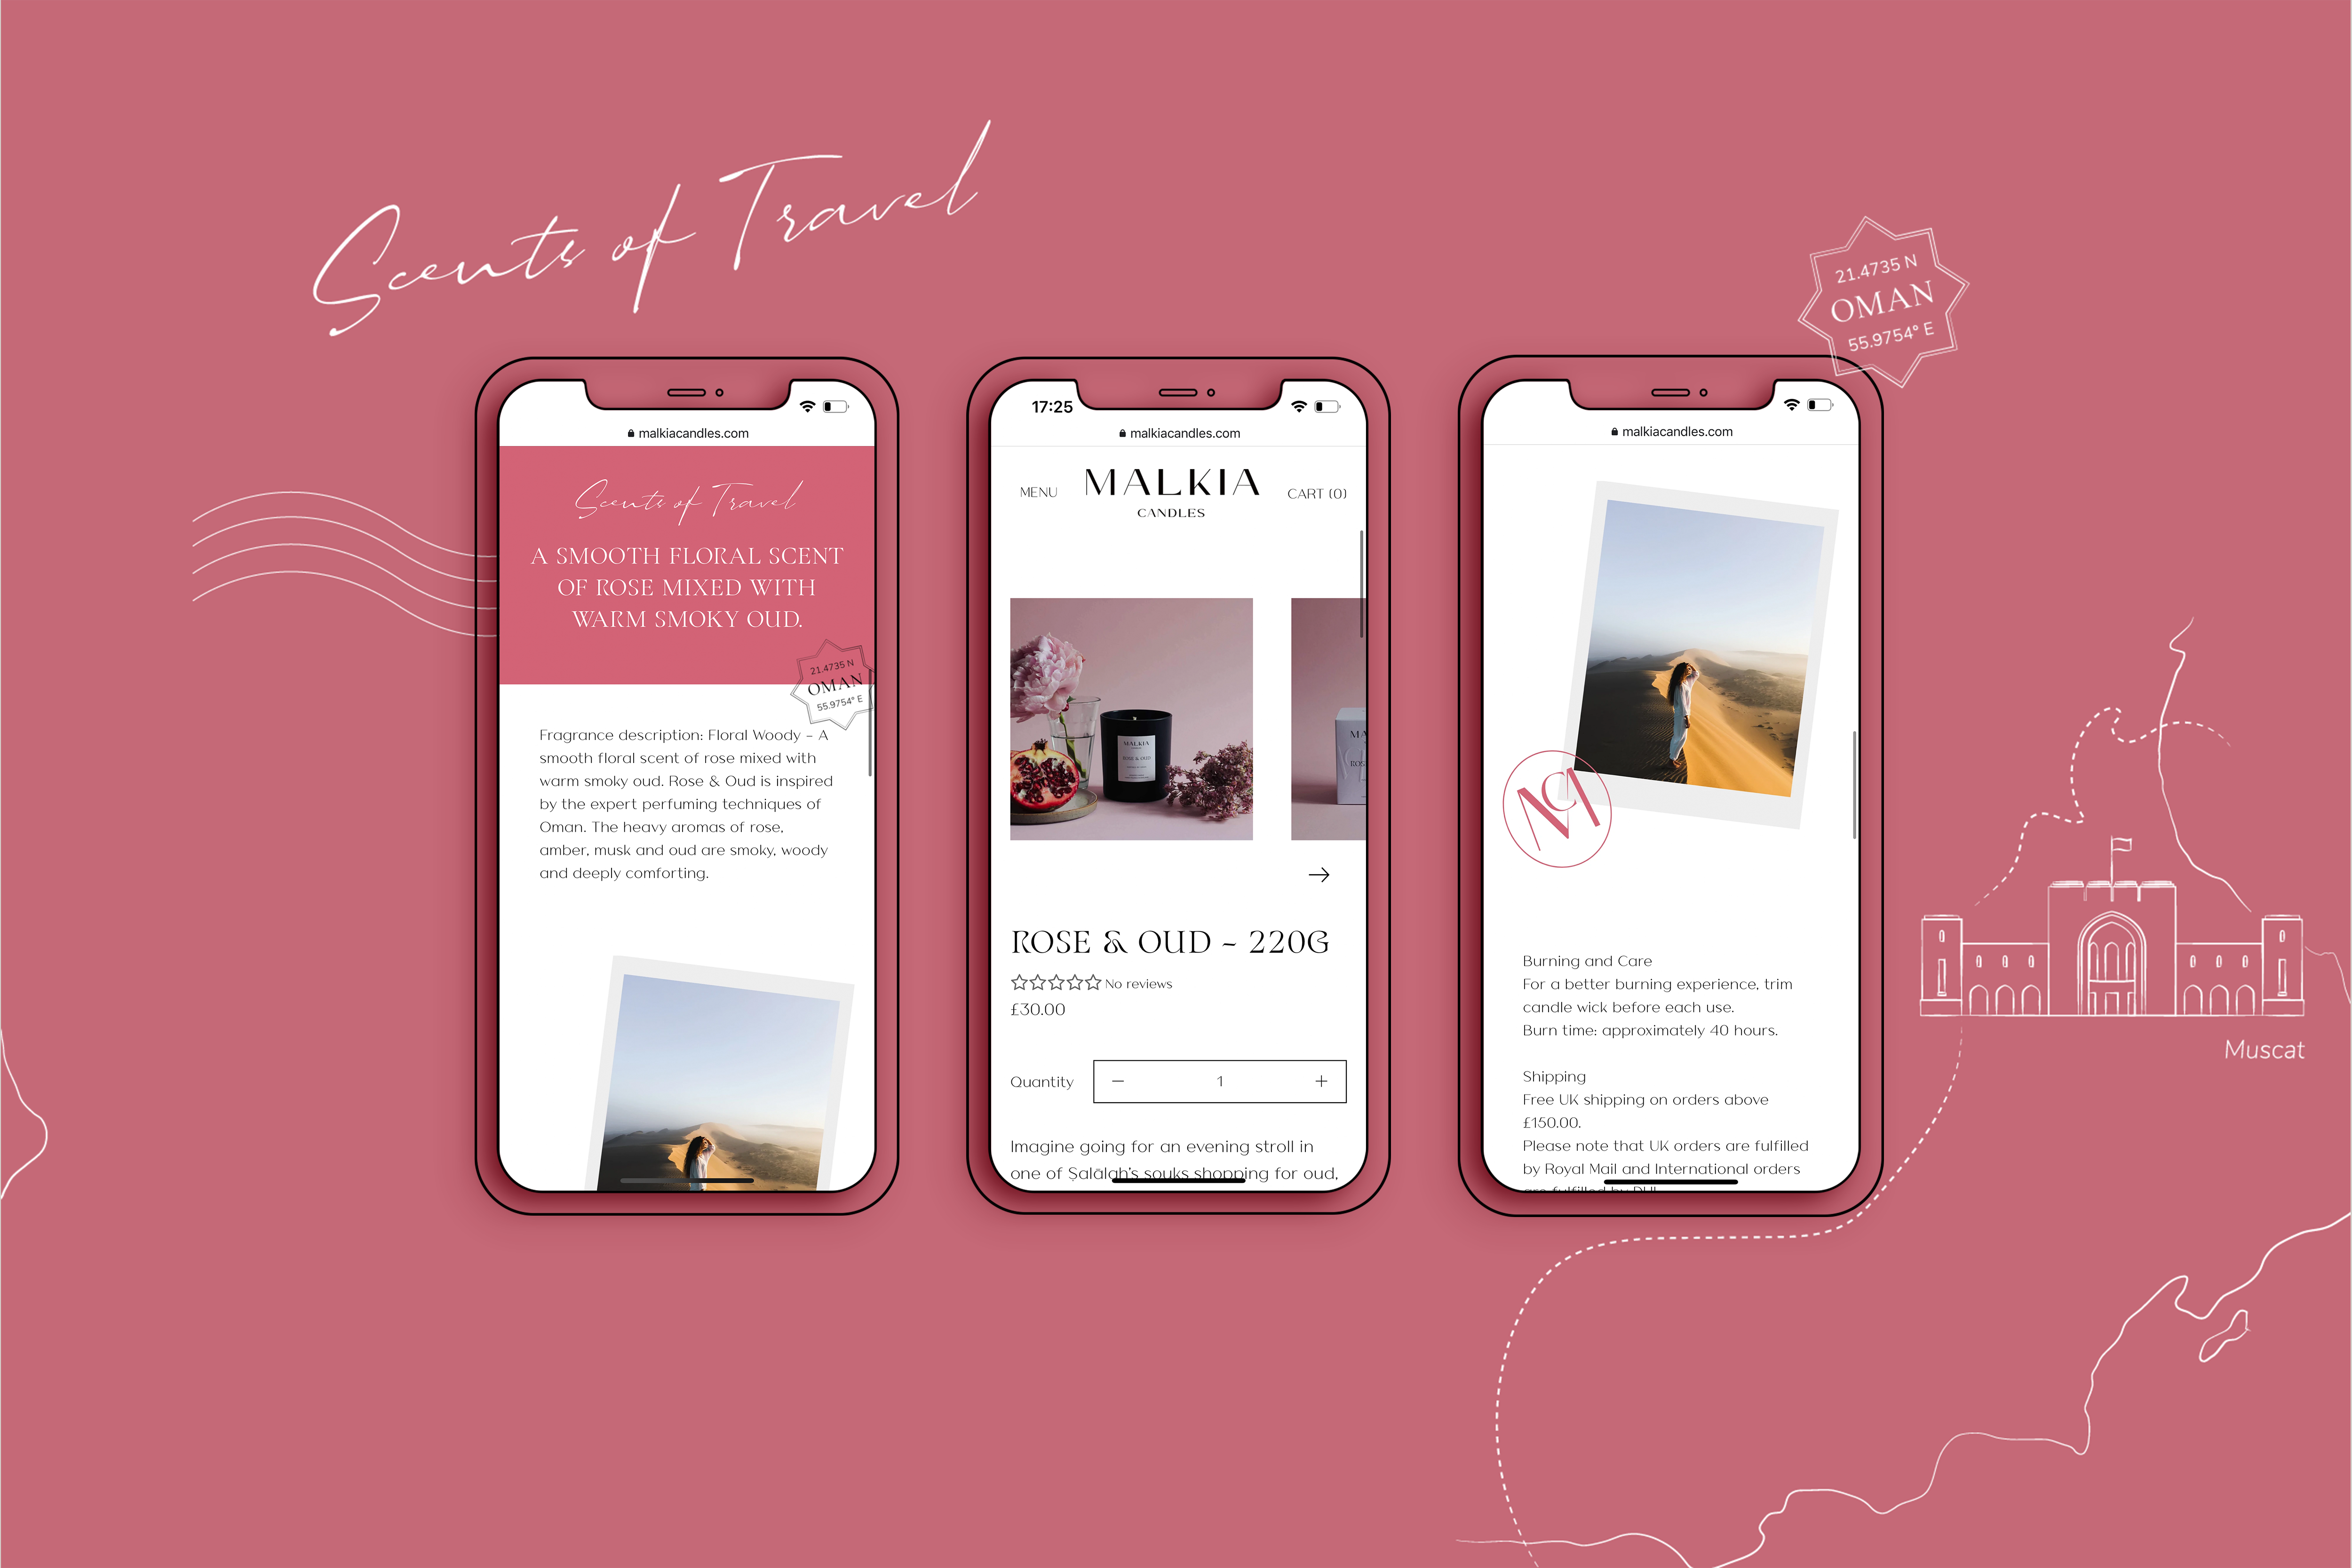 Scents of Travel
21.4735 N
OMAN
55.9754° E
malkiacandles.com
Scents of Travel
A SMOOTH FLORAL SCENT
OF ROSE MIXED WITH
WARM SMOKY OUD.
21.4735 N
OMAN
55.9754° E
Fragrance description: Floral Woody - A
smooth floral scent of rose mixed with
warm smoky oud. Rose & Oud is inspired
by the expert perfuming techniques of
Oman. The heavy aromas of rose,
amber, musk and oud are smoky, woody
and deeply comforting.
17:25
malkiacandles.com
MENU
MALKIA
CANDLES
CART (0)
MALKIA
ROSE & OUD
MA
ROS
→
ROSE & OUD - 220G
No reviews
£30.00
Quantity
− 1 +
Imagine going for an evening stroll in
one of Ṣalālah's souks shopping for oud,
malkiacandles.com
MC
Burning and Care
For a better burning experience, trim
candle wick before each use.
Burn time: approximately 40 hours.
Shipping
Free UK shipping on orders above
£150.00.
Please note that UK orders are fulfilled
by Royal Mail and International orders
are fulfilled by DHL
Muscat